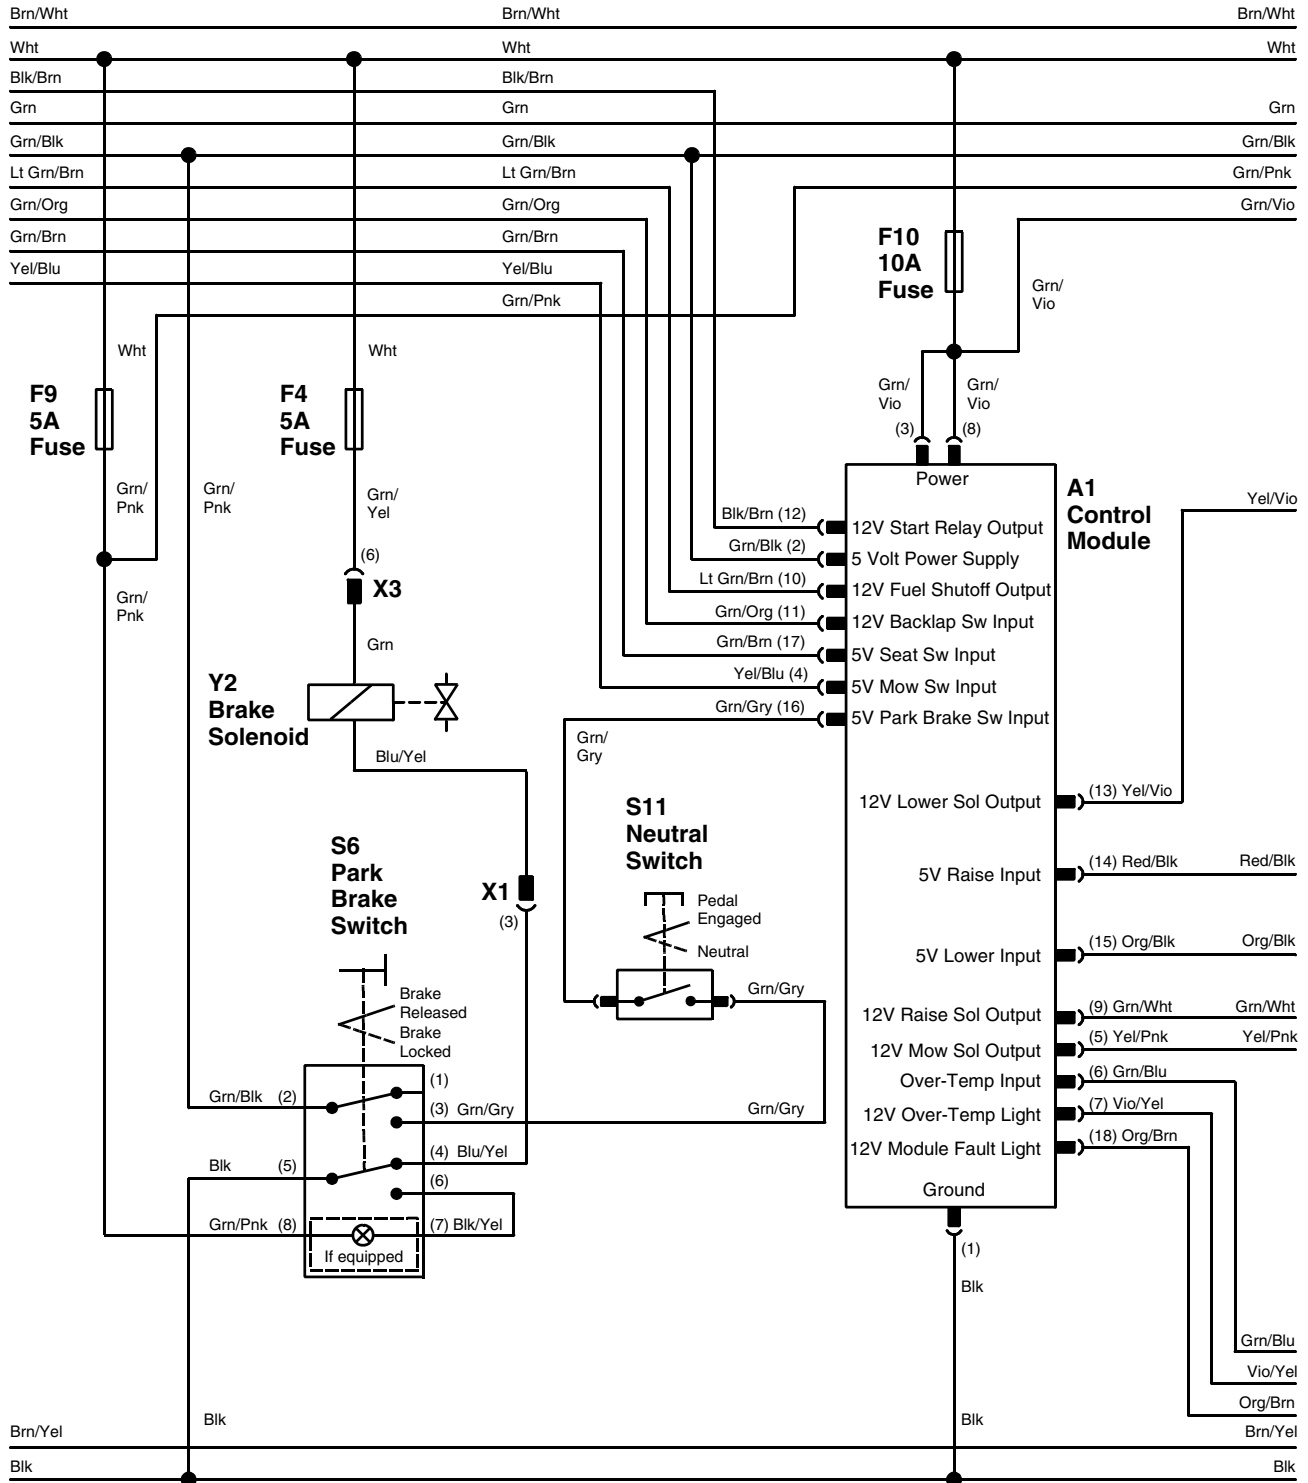 Brn/Wht Brn/Wht Brn/Wht
Wht Wht Wht
Blk/Brn Blk/Brn
Grn Grn Grn
Grn/Blk Grn/Blk Grn/Blk
Lt Grn/Brn Lt Grn/Brn Grn/Pnk
Grn/Org Grn/Org Grn/Vio
Grn/Brn Grn/Brn
Yel/Blu Yel/Blu
Grn/Pnk
F10
10A
Fuse
Grn/
Vio
Wht
Wht
F9
5A
Fuse
F4
5A
Fuse
Grn/
Vio
Grn/
Vio
(3)
(8)
Grn/
Pnk
Grn/
Pnk
Grn/
Yel
(6)
X3
Grn/
Pnk
Grn
Y2
Brake
Solenoid
Blu/Yel
Power
A1
Control
Module
Yel/Vio
Blk/Brn (12) 12V Start Relay Output
Grn/Blk (2) 5 Volt Power Supply
Lt Grn/Brn (10) 12V Fuel Shutoff Output
Grn/Org (11) 12V Backlap Sw Input
Grn/Brn (17) 5V Seat Sw Input
Yel/Blu (4) 5V Mow Sw Input
Grn/Gry (16) 5V Park Brake Sw Input
Grn/
Gry
12V Lower Sol Output (13) Yel/Vio
5V Raise Input (14) Red/Blk Red/Blk
5V Lower Input (15) Org/Blk Org/Blk
12V Raise Sol Output (9) Grn/Wht Grn/Wht
12V Mow Sol Output (5) Yel/Pnk Yel/Pnk
Over-Temp Input (6) Grn/Blu
12V Over-Temp Light (7) Vio/Yel
12V Module Fault Light (18) Org/Brn
Ground
(1)
Blk
S11
Neutral
Switch
Pedal
Engaged
Neutral
Grn/Gry
S6
Park
Brake
Switch
X1
(3)
Brake
Released
Brake
Locked
(1)
Grn/Blk (2)
(3) Grn/Gry Grn/Gry
Blk (5)
(4) Blu/Yel
(6)
Grn/Pnk (8)
(7) Blk/Yel
If equipped
Grn/Blu
Vio/Yel
Org/Brn
Blk Blk
Brn/Yel Brn/Yel
Blk Blk